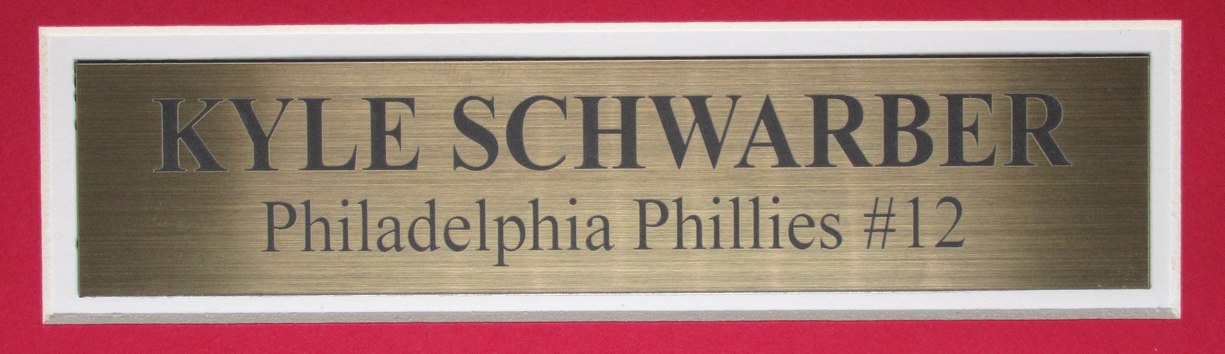 KYLE SCHWARBER
Philadelphia Phillies #12